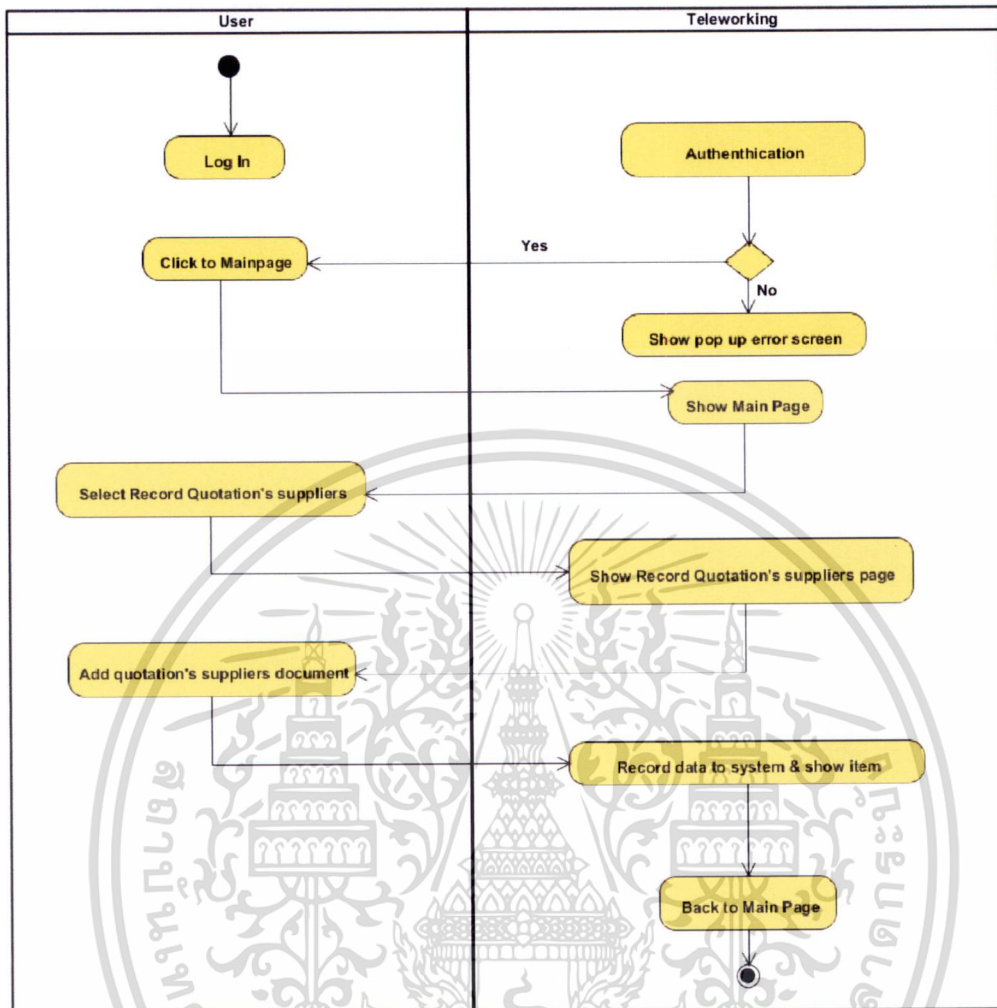 User
Teleworking
Log In
Authenthication
Yes
Click to Mainpage
No
Show pop up error screen
Show Main Page
Select Record Quotation's suppliers
Show Record Quotation's suppliers page
Add quotation's suppliers document
Record data to system & show item
Back to Main Page